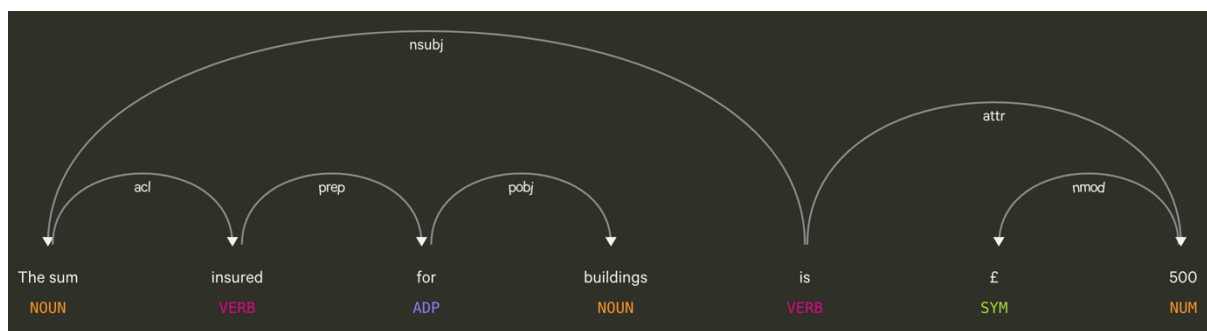 nsubj
attr
acl prep pobj nmod
The sum insured for buildings is £ 500
NOUN VERB ADP NOUN VERB SYM NUM